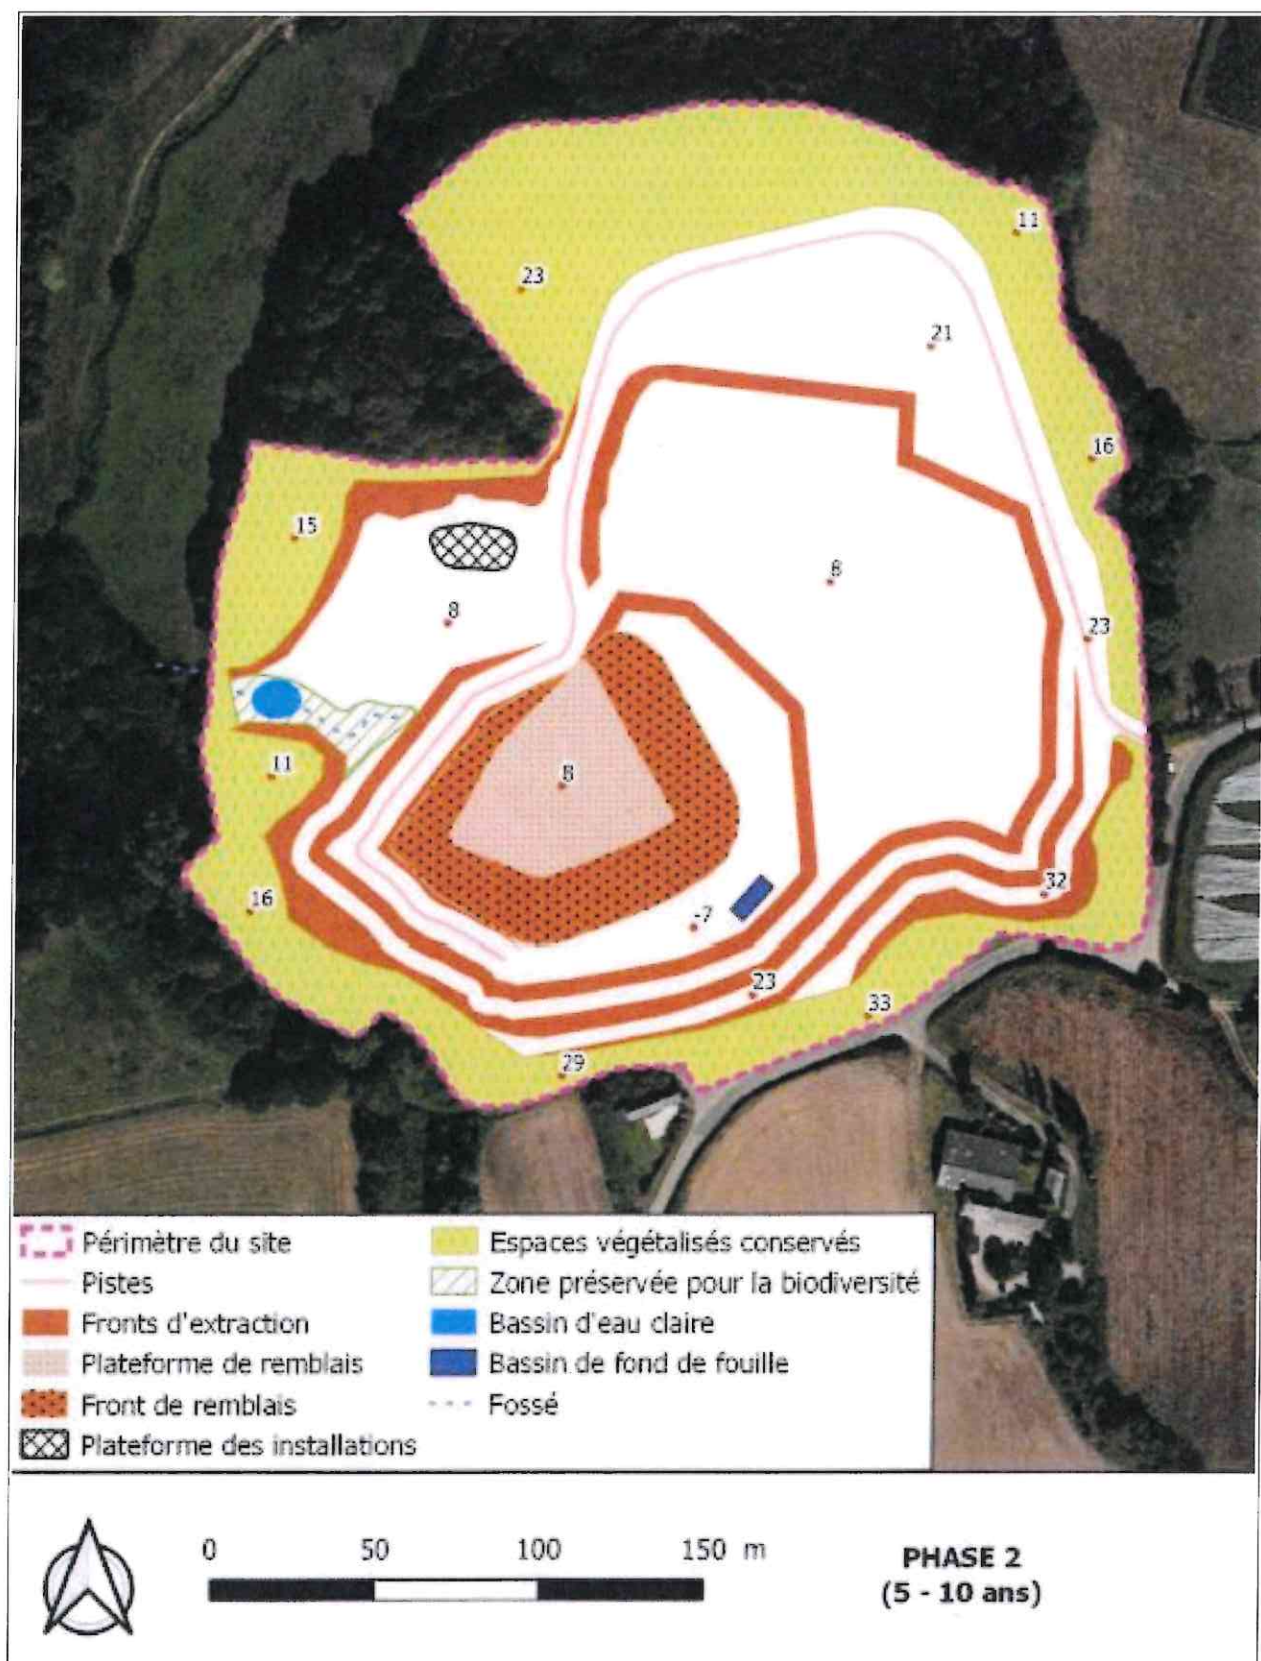 11
23
21
16
15
8
8
23
8
11
32
16
-7
23
33
29
Périmètre du site
Pistes
Fronts d'extraction
Plateforme de remblais
Front de remblais
Plateforme des installations
Espaces végétalisés conservés
Zone préservée pour la biodiversité
Bassin d'eau claire
Bassin de fond de fouille
Fossé
0 50 100 150 m
PHASE 2
(5 - 10 ans)